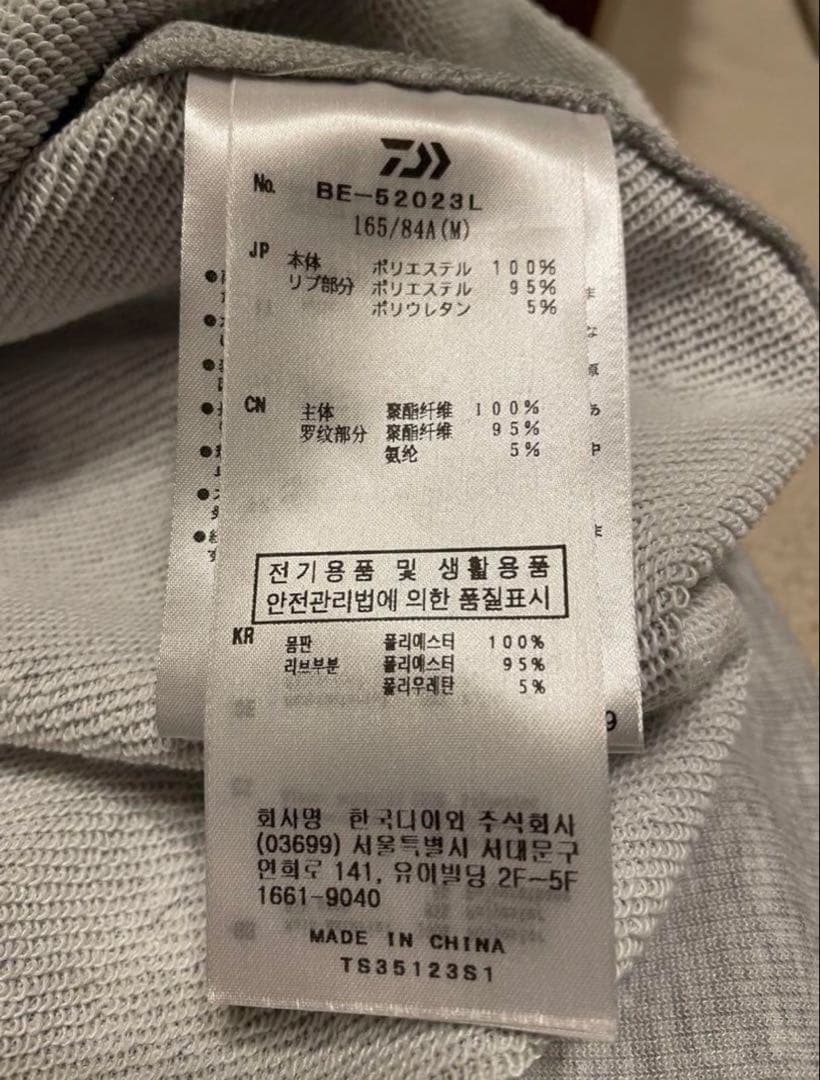 No. BE-52023L
165/84A(M)
JP 本体 ポリエステル 100%
リブ部分 ポリエステル 95%
ポリウレタン 5%
CN 主体 聚酯纤维 100%
罗纹部分 聚酯纤维 95%
氨纶 5%
전기용품 및 생활용품
안전관리법에 의한 품질표시
KR 몸판 폴리에스터 100%
리브부분 폴리에스터 95%
폴리우레탄 5%
회사명 한국다이와 주식회사
(03699) 서울특별시 서대문구
연희로 141, 유이빌딩 2F~5F
1661-9040
MADE IN CHINA
TS35123S1